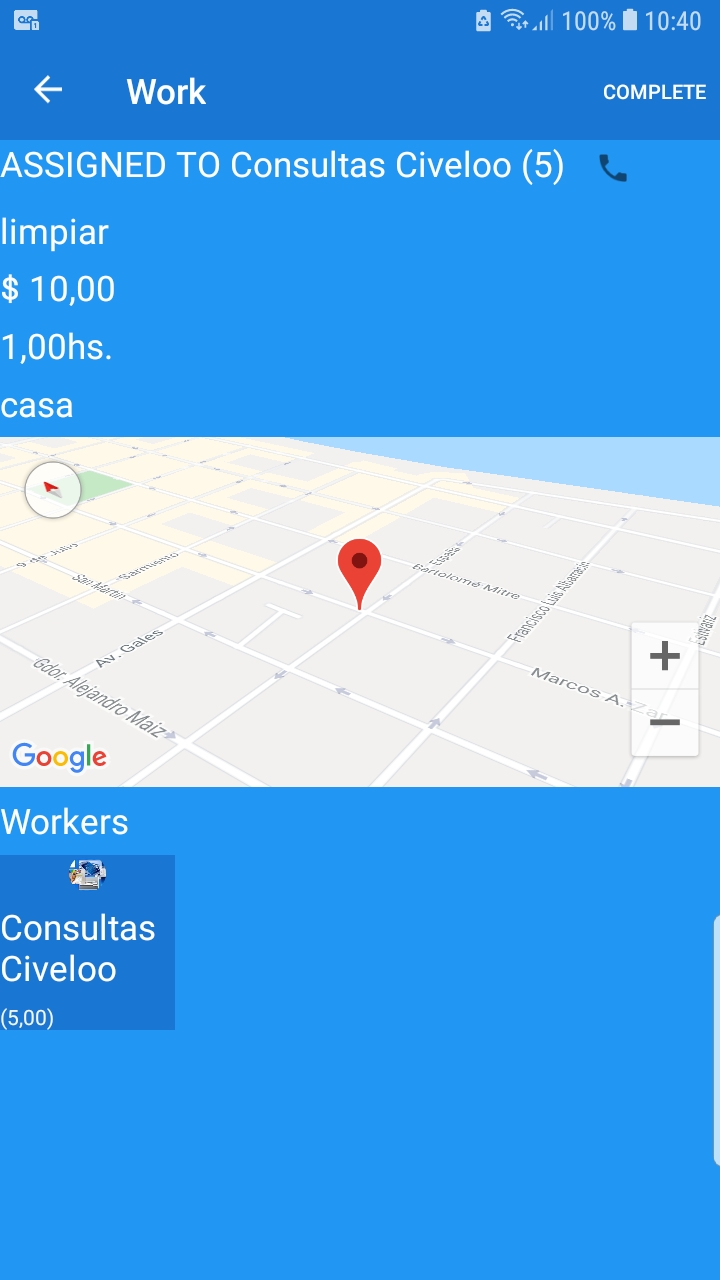 100% 10:40
Work
COMPLETE
ASSIGNED TO Consultas Civeloo (5)
limpiar
$ 10,00
1,00hs.
casa
9 de Julio
San Martín
Sarmiento
España
Bartolomé Mitre
Francisco Luis Albarracín
Av. Gales
Gdor. Alejandro Maiz
Marcos A. Zar
Google
Workers
Consultas
Civeloo
(5,00)